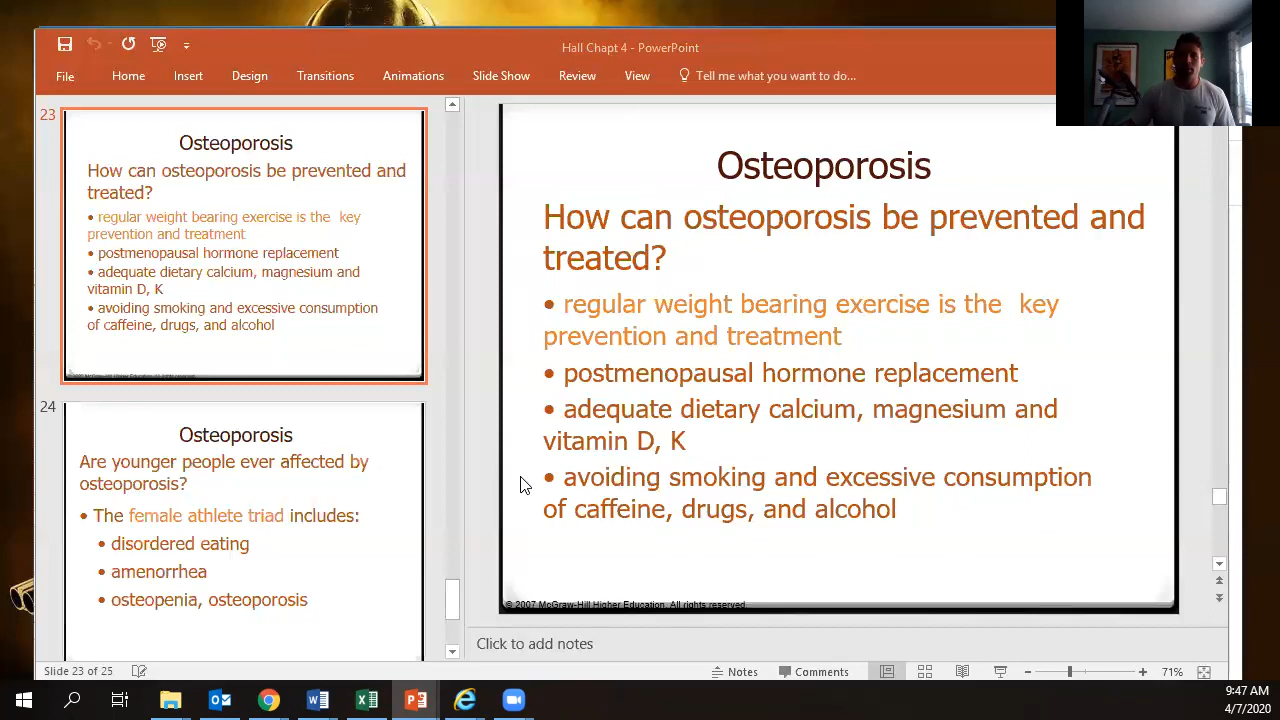 Hall Chapt 4 - PowerPoint
File
Home
Insert
Design
Transitions
Animations
Slide Show
Review
View
Tell me what you want to do...
23
Osteoporosis
How can osteoporosis be prevented and
treated?
• regular weight bearing exercise is the key
prevention and treatment
• postmenopausal hormone replacement
• adequate dietary calcium, magnesium and
vitamin D, K
• avoiding smoking and excessive consumption
of caffeine, drugs, and alcohol
24
Osteoporosis
Are younger people ever affected by
osteoporosis?
• The female athlete triad includes:
• disordered eating
• amenorrhea
• osteopenia, osteoporosis
Osteoporosis
How can osteoporosis be prevented and
treated?
• regular weight bearing exercise is the key
prevention and treatment
• postmenopausal hormone replacement
• adequate dietary calcium, magnesium and
vitamin D, K
• avoiding smoking and excessive consumption
of caffeine, drugs, and alcohol
© 2007 McGraw-Hill Higher Education. All rights reserved
Click to add notes
Slide 23 of 25
Notes
Comments
71%
9:47 AM
4/7/2020